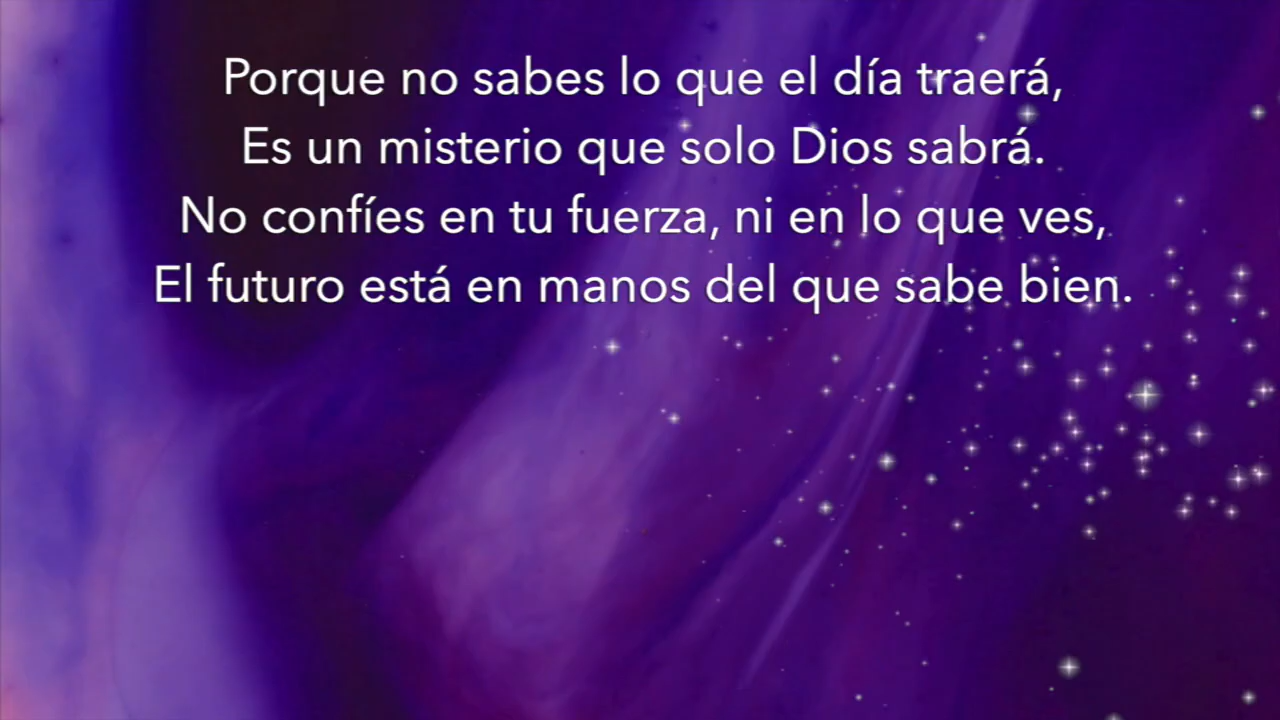 Porque no sabes lo que el día traerá,
Es un misterio que solo Dios sabrá.
No confíes en tu fuerza, ni en lo que ves,
El futuro está en manos del que sabe bien.